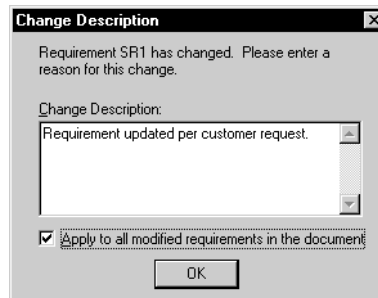 Change Description
Requirement SR1 has changed. Please enter a
reason for this change.
Change Description:
Requirement updated per customer request.
Apply to all modified requirements in the document
OK